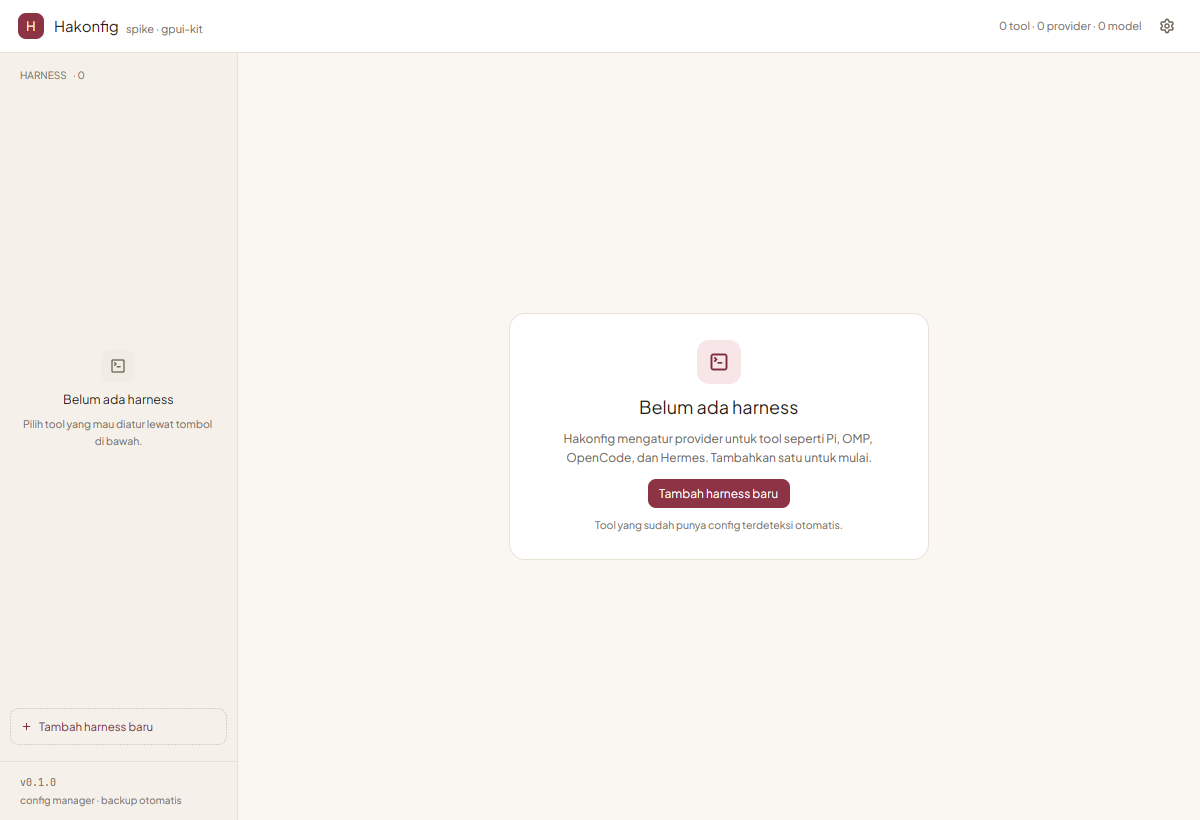 H Hakonfig spike · gpui-kit
0 tool · 0 provider · 0 model
HARNESS · 0
Belum ada harness
Pilih tool yang mau diatur lewat tombol
di bawah.
+ Tambah harness baru
v0.1.0
config manager · backup otomatis
Belum ada harness
Hakonfig mengatur provider untuk tool seperti Pi, OMP,
OpenCode, dan Hermes. Tambahkan satu untuk mulai.
Tambah harness baru
Tool yang sudah punya config terdeteksi otomatis.